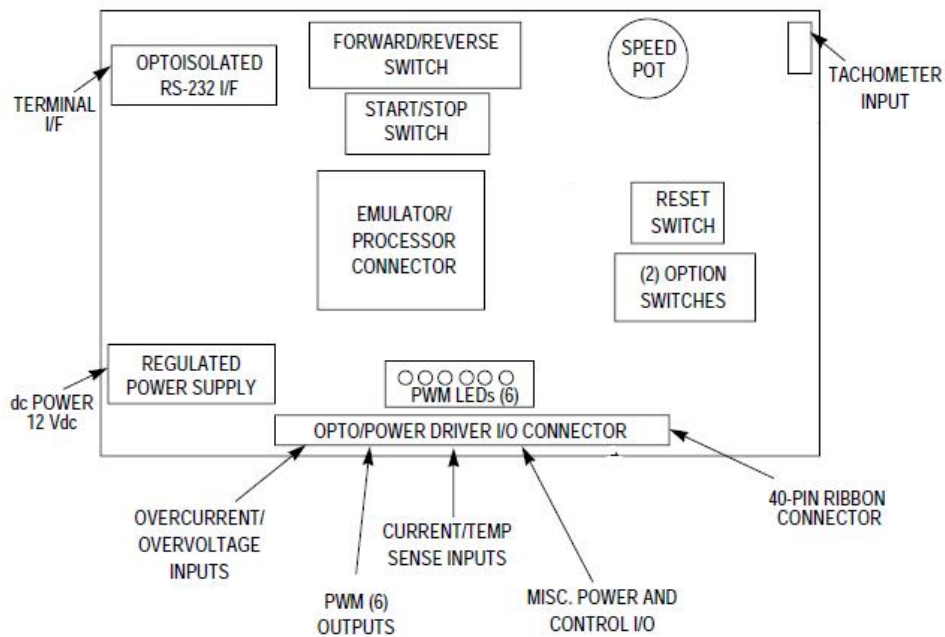 OPTOISOLATED
RS-232 I/F
FORWARD/REVERSE
SWITCH
SPEED
POT
TERMINAL
I/F
START/STOP
SWITCH
TACHOMETER
INPUT
EMULATOR/
PROCESSOR
CONNECTOR
RESET
SWITCH
(2) OPTION
SWITCHES
REGULATED
POWER SUPPLY
dc POWER
12 Vdc
PWM LEDs (6)
OPTO/POWER DRIVER I/O CONNECTOR
40-PIN RIBBON
CONNECTOR
OVERCURRENT/
OVERVOLTAGE
INPUTS
CURRENT/TEMP
SENSE INPUTS
PWM (6)
OUTPUTS
MISC. POWER AND
CONTROL I/O